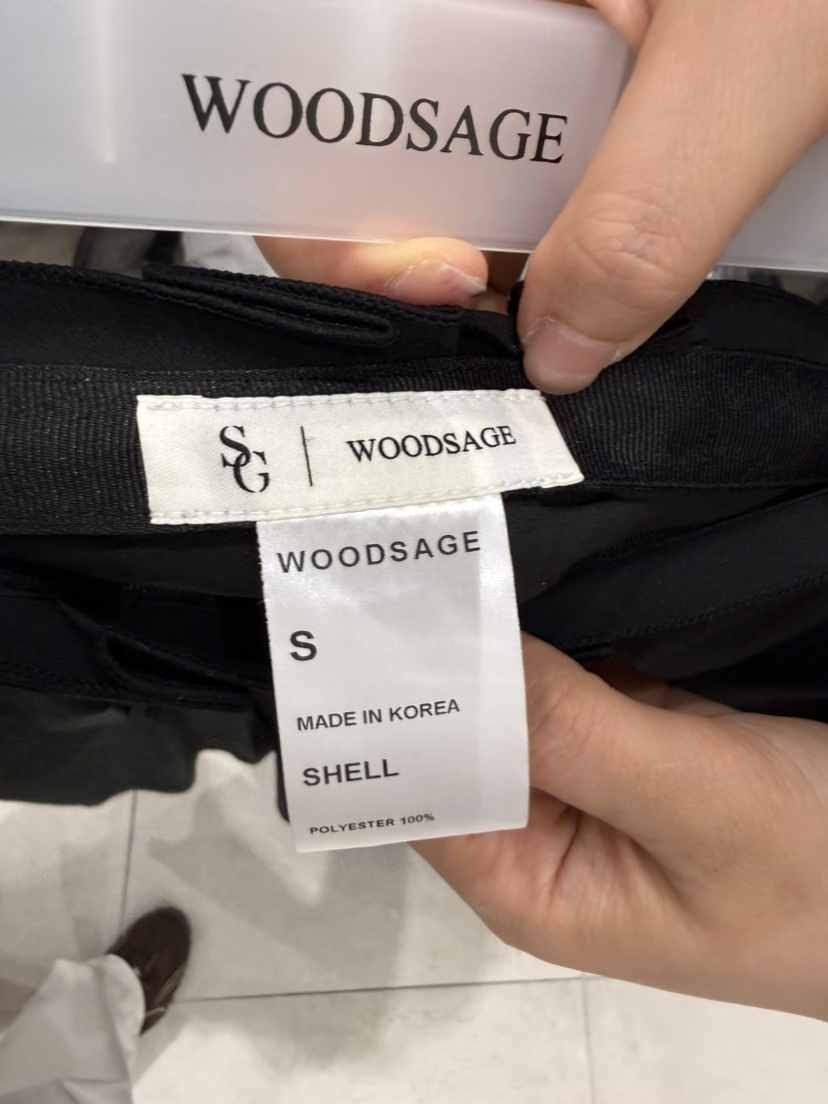 WOODSAGE
SG | WOODSAGE
WOODSAGE
S
MADE IN KOREA
SHELL
POLYESTER 100%